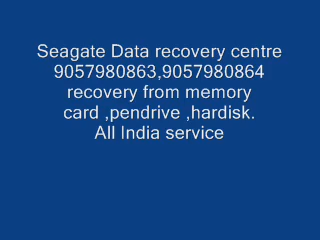 Seagate Data recovery centre
9057980863,9057980864
recovery from memory
card ,pendrive ,hardisk.
All India service